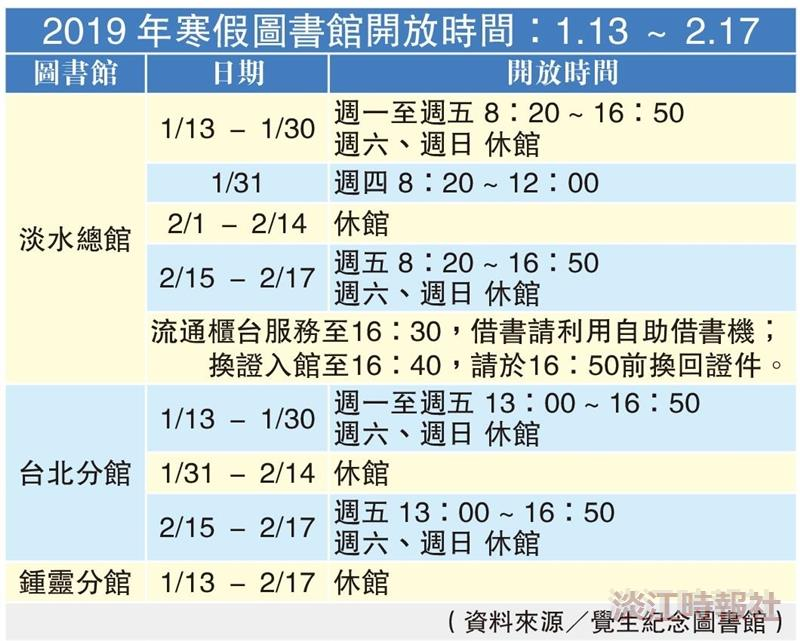 2019 年寒假圖書館開放時間：1.13 ~ 2.17
圖書館 日期 開放時間
淡水總館
1/13 – 1/30 週一至週五 8：20 ~ 16：50
週六、週日 休館
1/31 週四 8：20 ~ 12：00
2/1 – 2/14 休館
2/15 – 2/17 週五 8：20 ~ 16：50
週六、週日 休館
流通櫃台服務至16：30，借書請利用自助借書機；
換證入館至16：40，請於16：50前換回證件。
台北分館
1/13 – 1/30 週一至週五 13：00 ~ 16：50
週六、週日 休館
1/31 – 2/14 休館
2/15 – 2/17 週五 13：00 ~ 16：50
週六、週日 休館
鍾靈分館 1/13 – 2/17 休館
淡江時報社
（資料來源／覺生紀念圖書館）